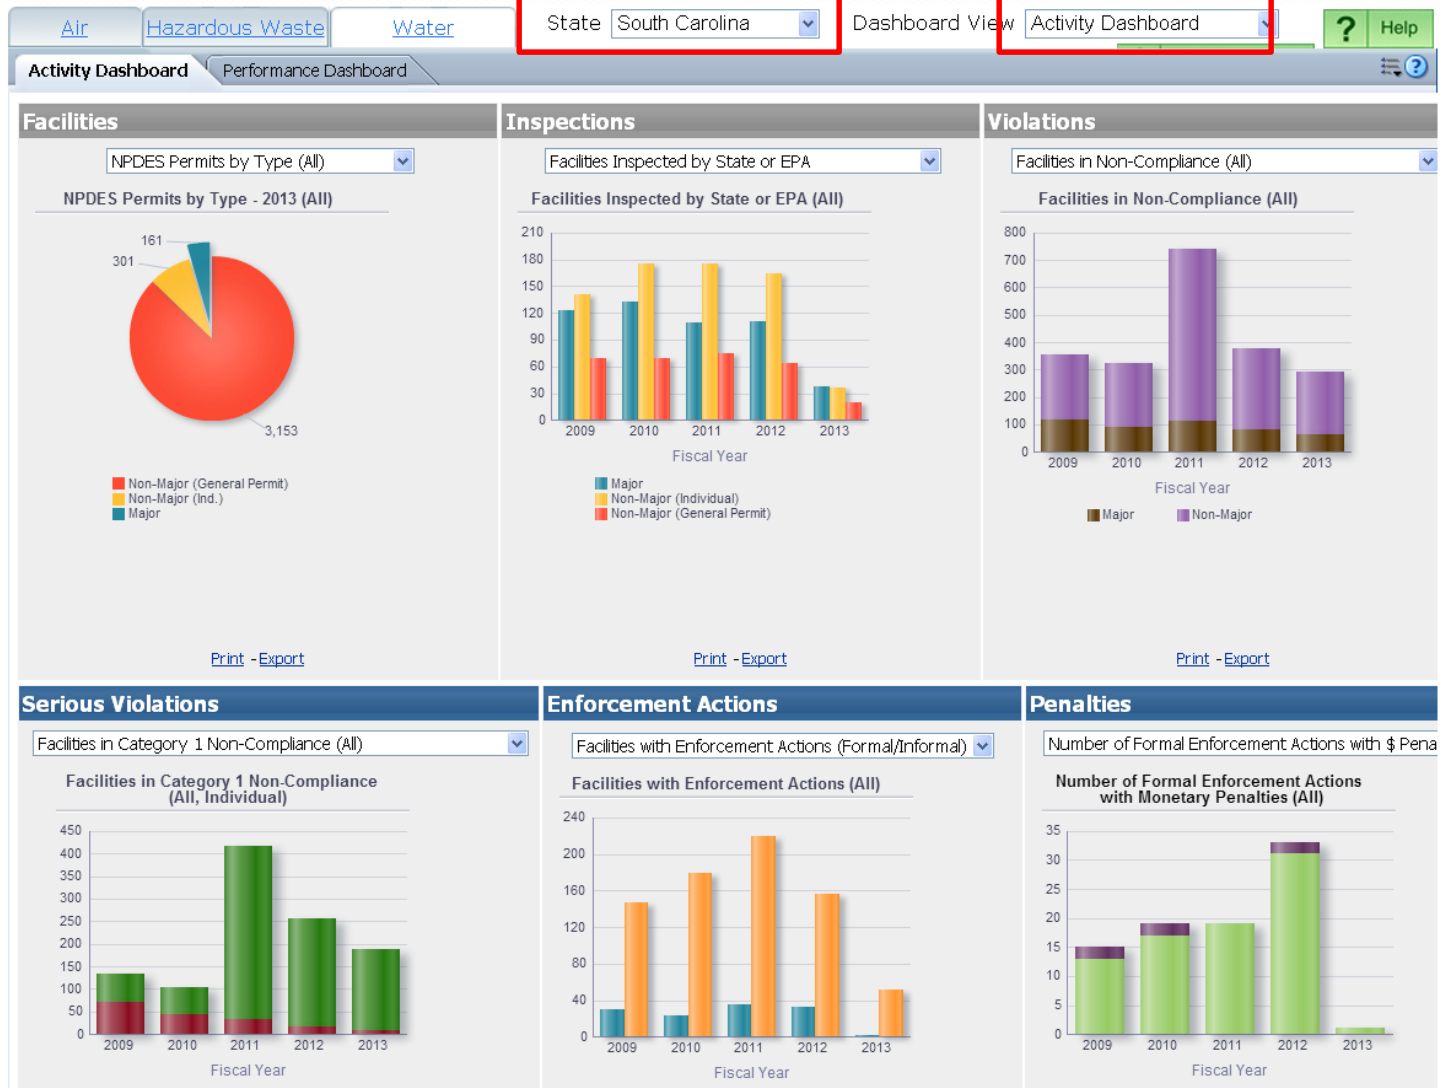 Air
Hazardous Waste
Water
State South Carolina
Dashboard View Activity Dashboard
? Help
Activity Dashboard
Performance Dashboard
?
Facilities
NPDES Permits by Type (All)
NPDES Permits by Type - 2013 (All)
161
301
3,153
Non-Major (General Permit)
Non-Major (Ind.)
Major
Print - Export
Inspections
Facilities Inspected by State or EPA
Facilities Inspected by State or EPA (All)
210
180
150
120
90
60
30
0
2009 2010 2011 2012 2013
Fiscal Year
Major
Non-Major (Individual)
Non-Major (General Permit)
Print - Export
Violations
Facilities in Non-Compliance (All)
Facilities in Non-Compliance (All)
800
700
600
500
400
300
200
100
0
2009 2010 2011 2012 2013
Fiscal Year
Major Non-Major
Print - Export
Serious Violations
Facilities in Category 1 Non-Compliance (All)
Facilities in Category 1 Non-Compliance
(All, Individual)
450
400
350
300
250
200
150
100
50
0
2009 2010 2011 2012 2013
Fiscal Year
Enforcement Actions
Facilities with Enforcement Actions (Formal/Informal)
Facilities with Enforcement Actions (All)
240
200
160
120
80
40
0
2009 2010 2011 2012 2013
Fiscal Year
Penalties
Number of Formal Enforcement Actions with $ Pena
Number of Formal Enforcement Actions
with Monetary Penalties (All)
35
30
25
20
15
10
5
0
2009 2010 2011 2012 2013
Fiscal Year